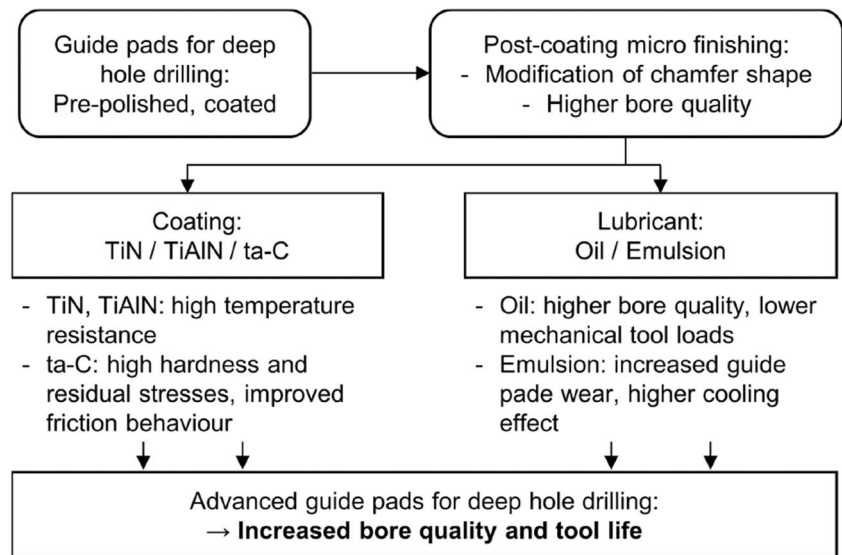 Guide pads for deep
hole drilling:
Pre-polished, coated
Post-coating micro finishing:
- Modification of chamfer shape
- Higher bore quality
Coating:
TiN / TiAlN / ta-C
Lubricant:
Oil / Emulsion
- TiN, TiAlN: high temperature
resistance
- ta-C: high hardness and
residual stresses, improved
friction behaviour
- Oil: higher bore quality, lower
mechanical tool loads
- Emulsion: increased guide
pade wear, higher cooling
effect
Advanced guide pads for deep hole drilling:
→ Increased bore quality and tool life